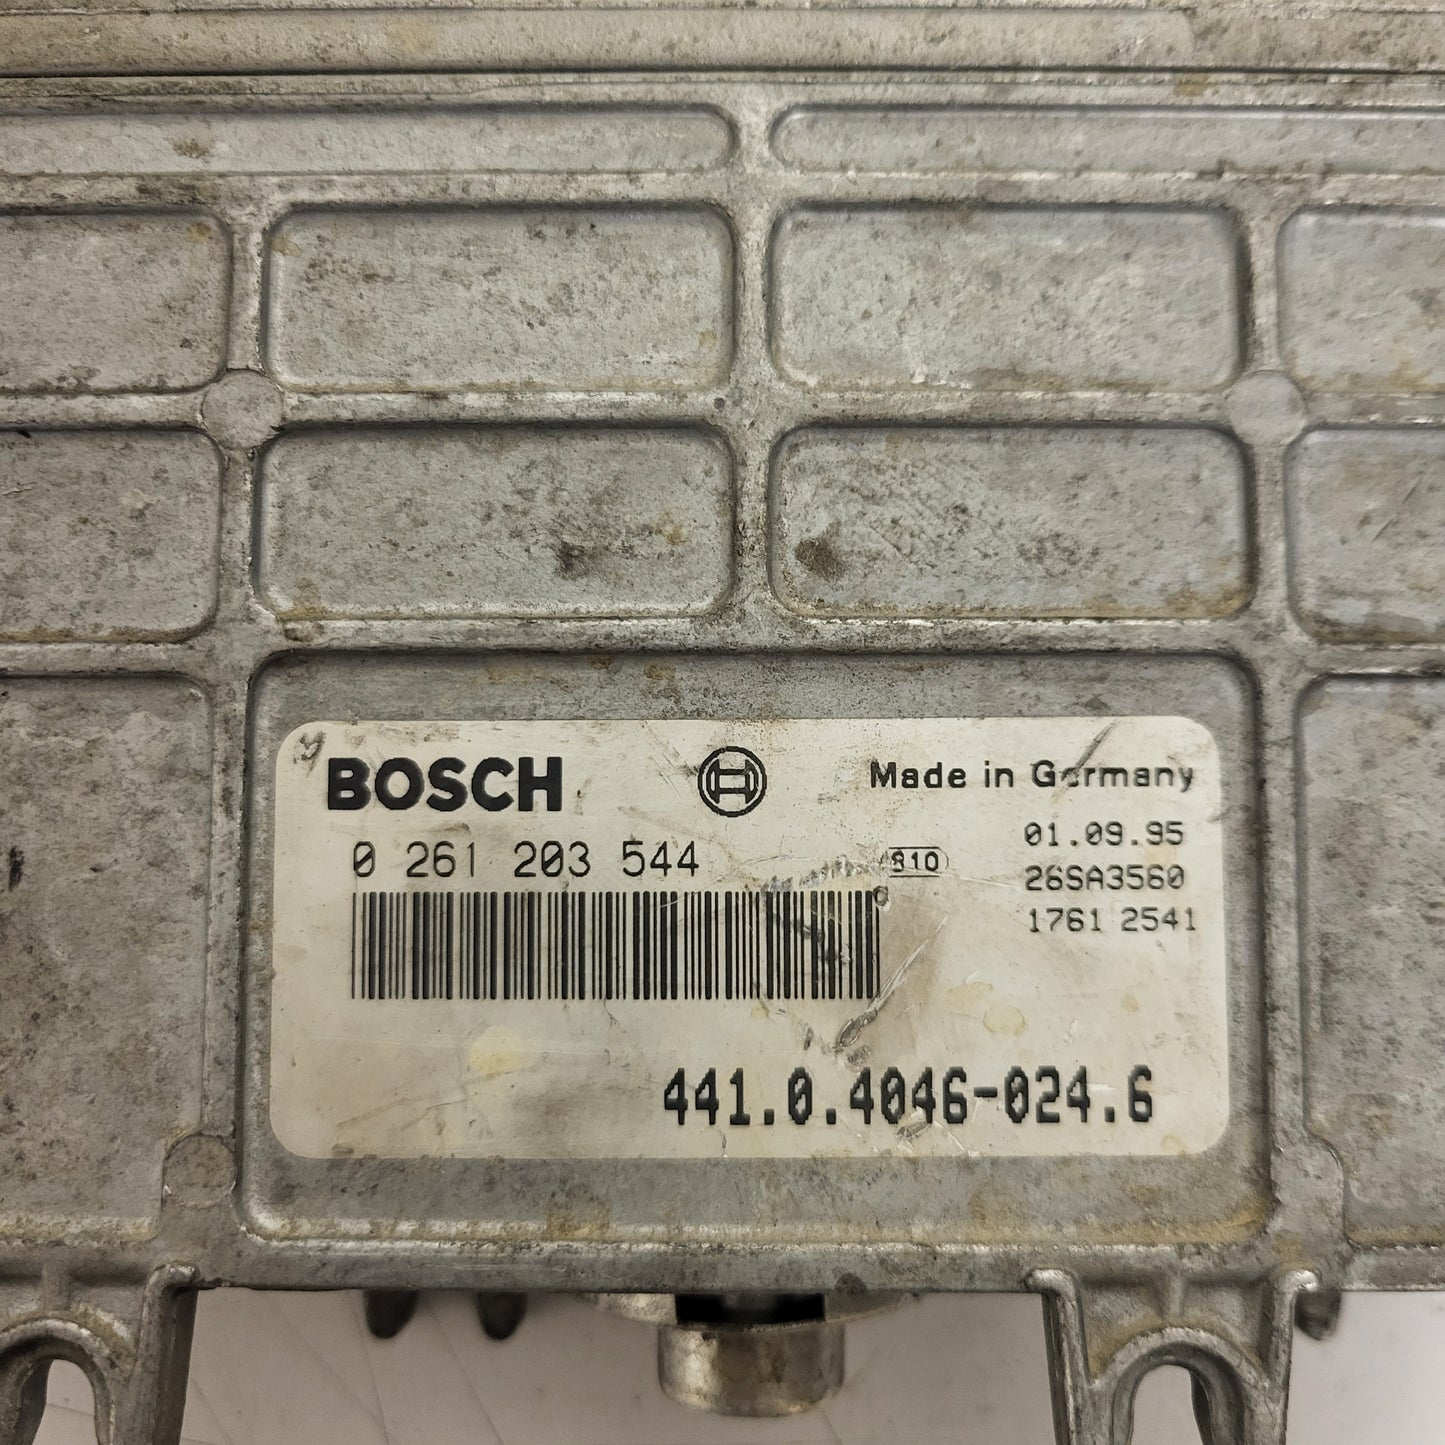 BOSCH
Made in Germany
0 261 203 544
810
01.09.95
26SA3560
1761 2541
441.0.4046-024.6